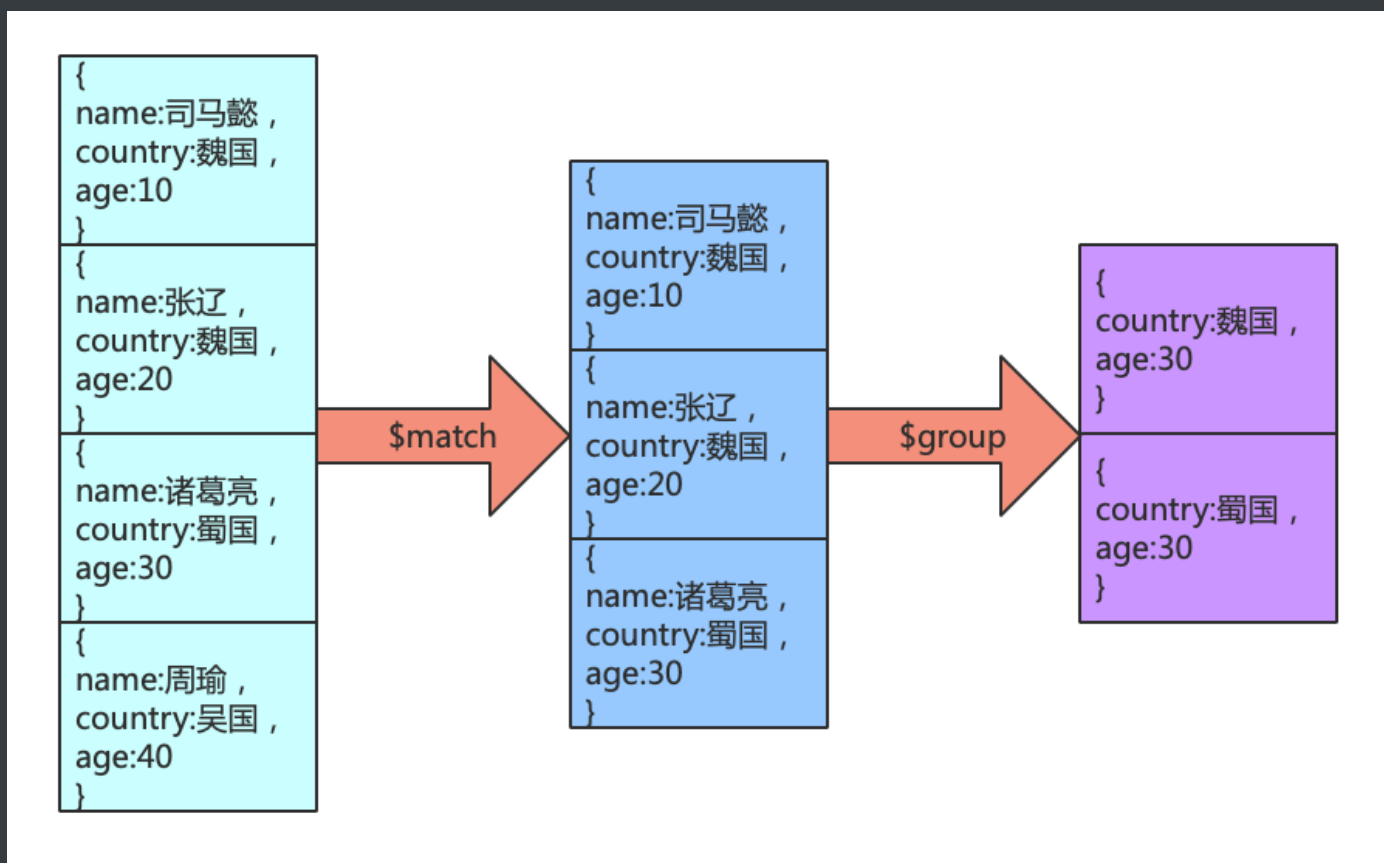 {
name:司马懿，
country:魏国，
age:10
}
{
name:张辽，
country:魏国，
age:20
}
{
name:诸葛亮，
country:蜀国，
age:30
}
{
name:周瑜，
country:吴国，
age:40
}
$match
{
name:司马懿，
country:魏国，
age:10
}
{
name:张辽，
country:魏国，
age:20
}
{
name:诸葛亮，
country:蜀国，
age:30
}
$group
{
country:魏国，
age:30
}
{
country:蜀国，
age:30
}